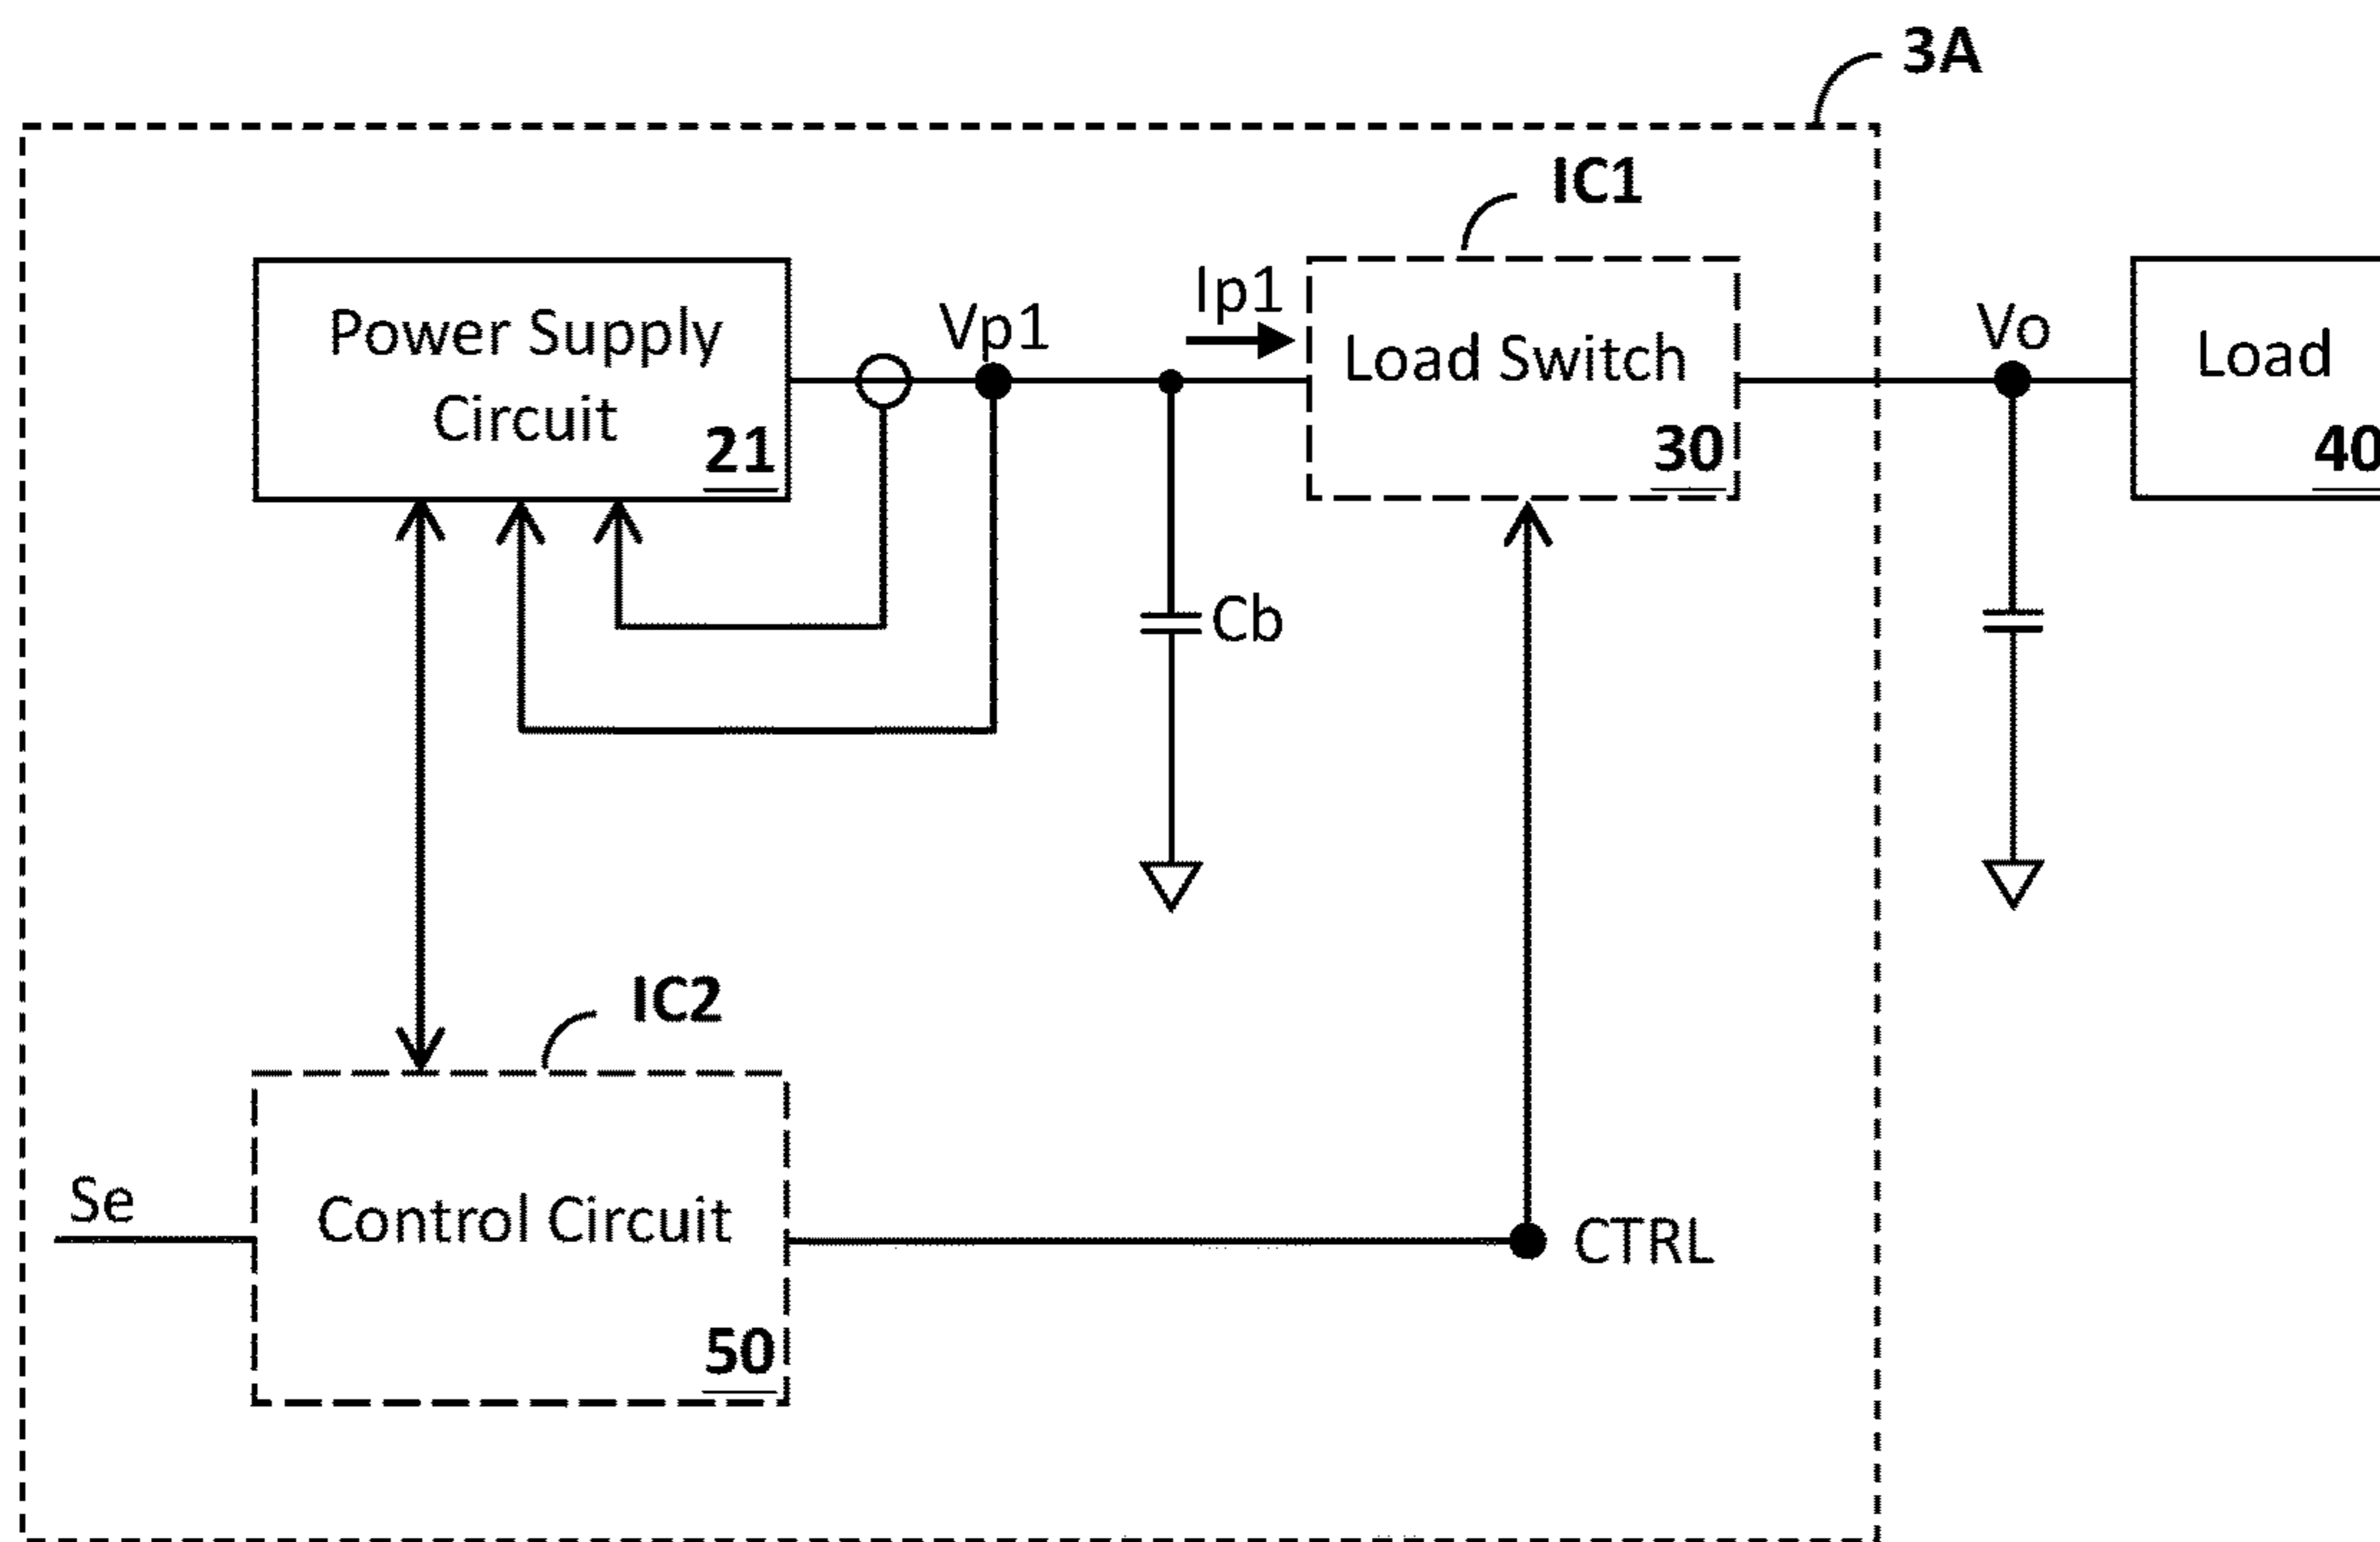 3A
IC1
Power Supply
Circuit
21
Vp1
Ip1
Load Switch
30
Vo
Load
40
Cb
IC2
Se
Control Circuit
50
CTRL